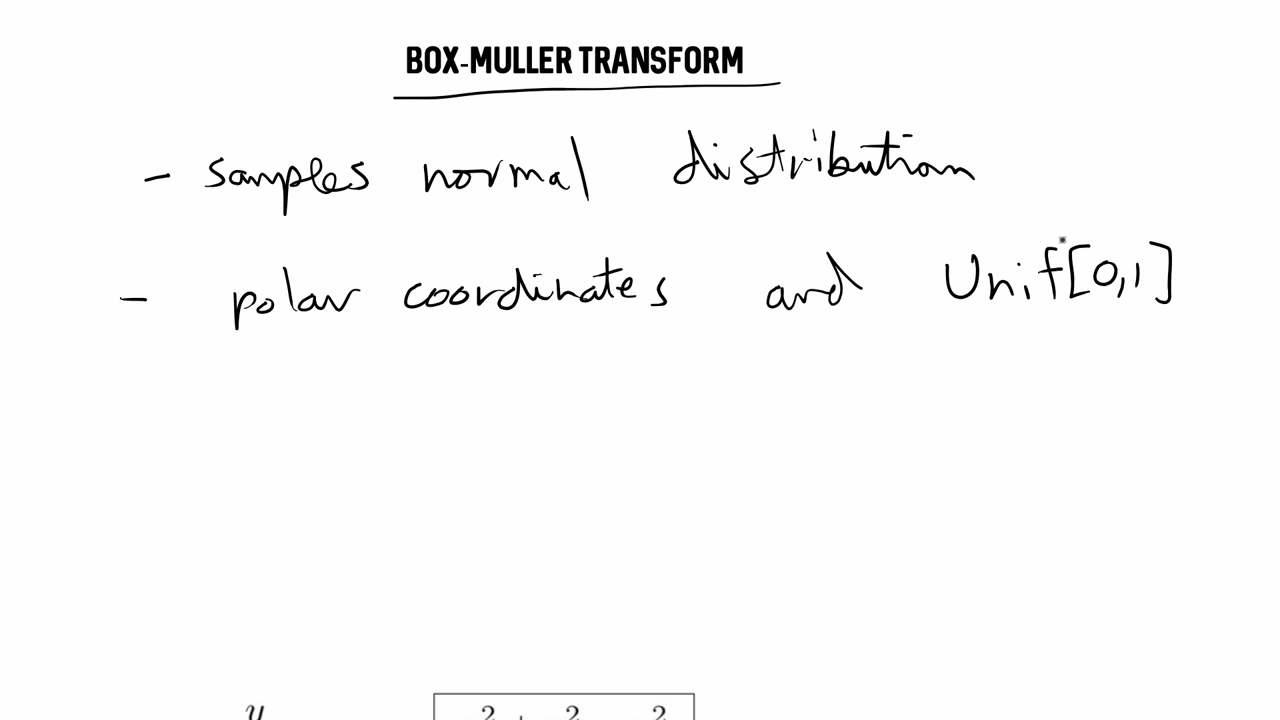 BOX-MULLER TRANSFORM
- samples normal distribution
- polar coordinates and Unif[0,1]
y